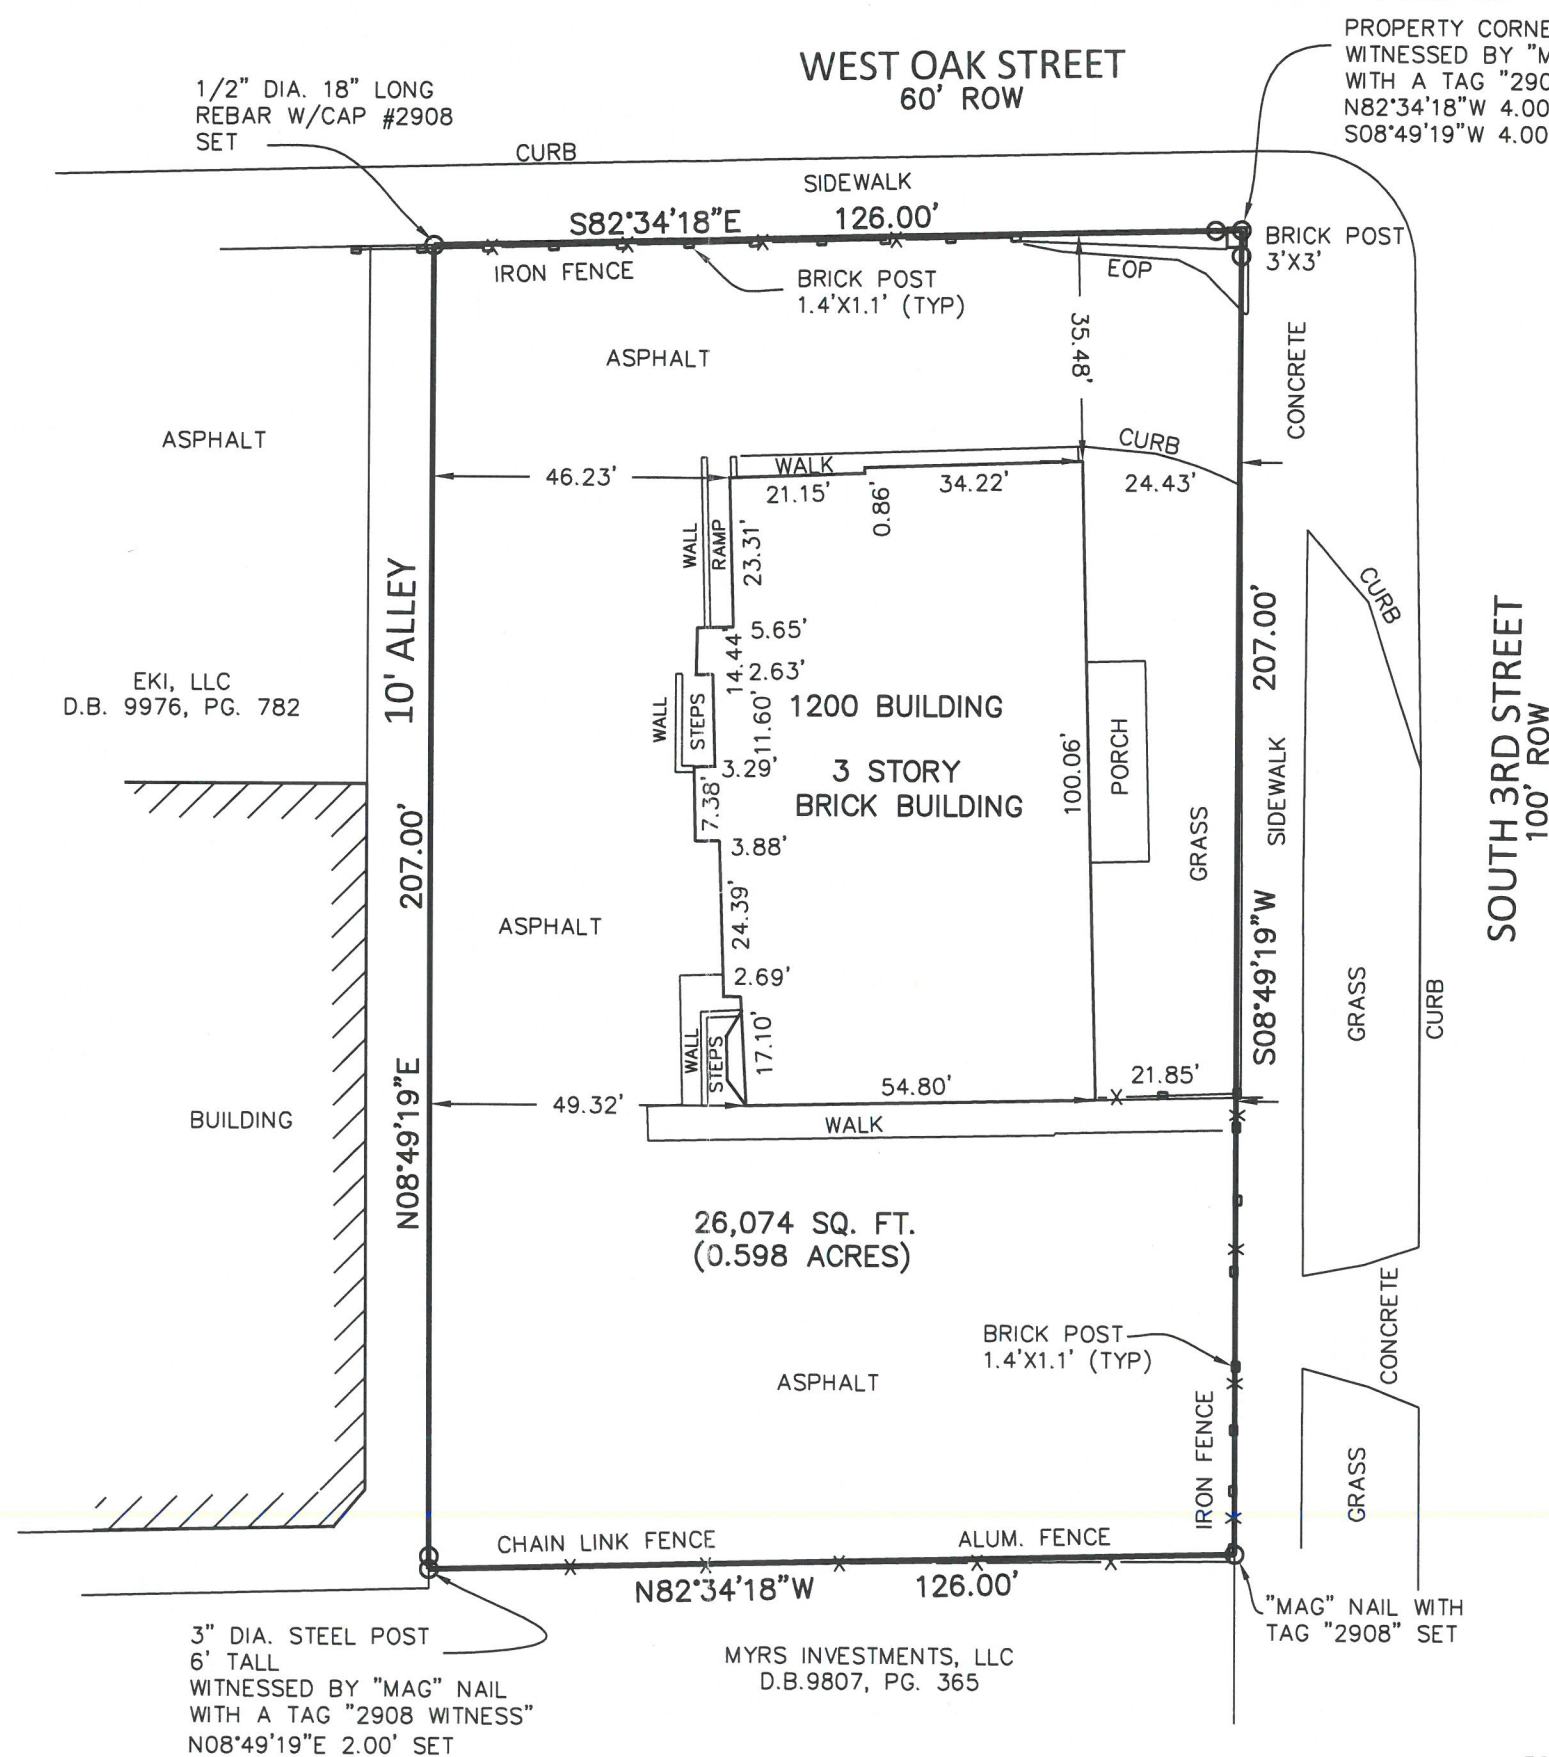 PROPERTY CORNE
WITNESSED BY "M
WITH A TAG "290
N82°34'18"W 4.00
S08°49'19"W 4.00
WEST OAK STREET
60' ROW
1/2" DIA. 18" LONG
REBAR W/CAP #2908
SET
CURB
SIDEWALK
S82°34'18"E 126.00'
BRICK POST
3'X3'
IRON FENCE
BRICK POST
1.4'X1.1' (TYP)
EOP
35.48'
CONCRETE
ASPHALT
ASPHALT
CURB
46.23'
WALK
21.15'
0.86'
34.22'
24.43'
WALL
RAMP
23.31'
CURB
10' ALLEY
207.00'
5.65'
14.44
2.63'
EKI, LLC
D.B. 9976, PG. 782
WALL
STEPS
11.60'
1200 BUILDING
3 STORY
BRICK BUILDING
3.29'
7.38'
100.06'
PORCH
GRASS
SIDEWALK
SOUTH 3RD STREET
100' ROW
207.00'
3.88'
24.39'
ASPHALT
2.69'
S08°49'19"W
GRASS
CURB
WALL
STEPS
17.10'
N08°49'19"E
49.32'
54.80'
21.85'
BUILDING
WALK
26,074 SQ. FT.
(0.598 ACRES)
BRICK POST
1.4'X1.1' (TYP)
CONCRETE
ASPHALT
IRON FENCE
GRASS
CHAIN LINK FENCE
ALUM. FENCE
N82°34'18"W 126.00'
"MAG" NAIL WITH
TAG "2908" SET
3" DIA. STEEL POST
6' TALL
WITNESSED BY "MAG" NAIL
WITH A TAG "2908 WITNESS"
N08°49'19"E 2.00' SET
MYRS INVESTMENTS, LLC
D.B.9807, PG. 365